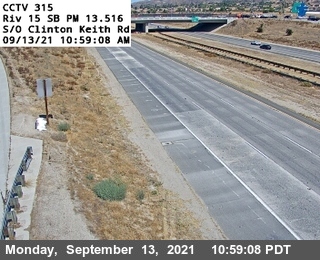 CCTV 315
Riv 15 SB PM 13.516
S/O Clinton Keith Rd
09/13/21 10:59:08 AM
Monday, September 13, 2021 10:59:08 PDT